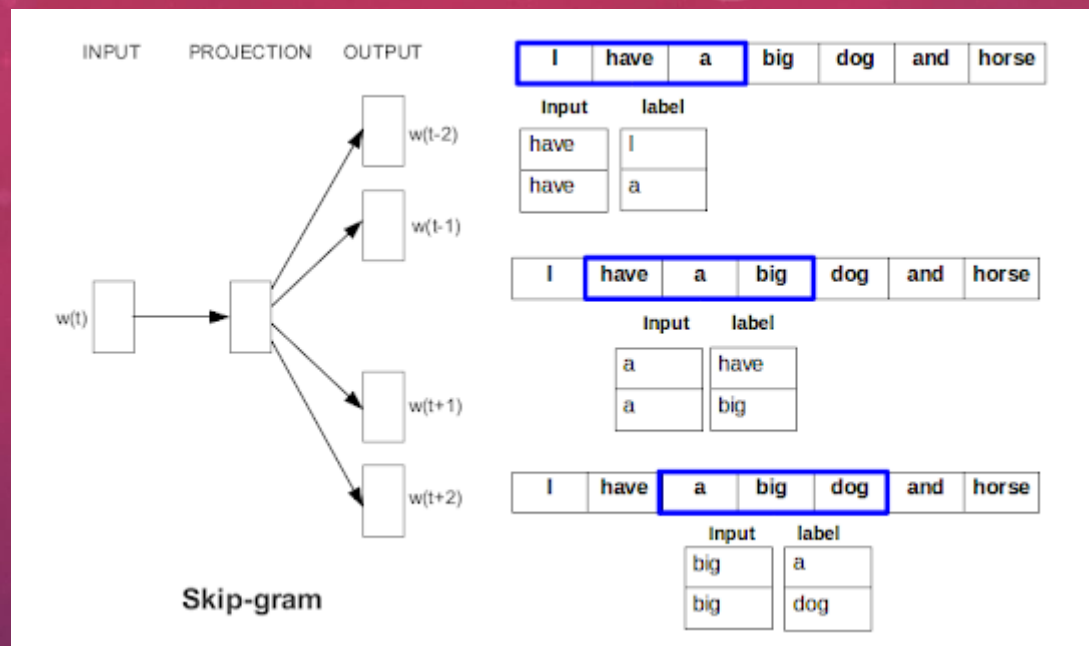 INPUT PROJECTION OUTPUT
w(t-2)
w(t-1)
w(t)
w(t+1)
w(t+2)
Skip-gram
I have a big dog and horse
Input label
have I
have a
I have a big dog and horse
Input label
a have
a big
I have a big dog and horse
Input label
big a
big dog